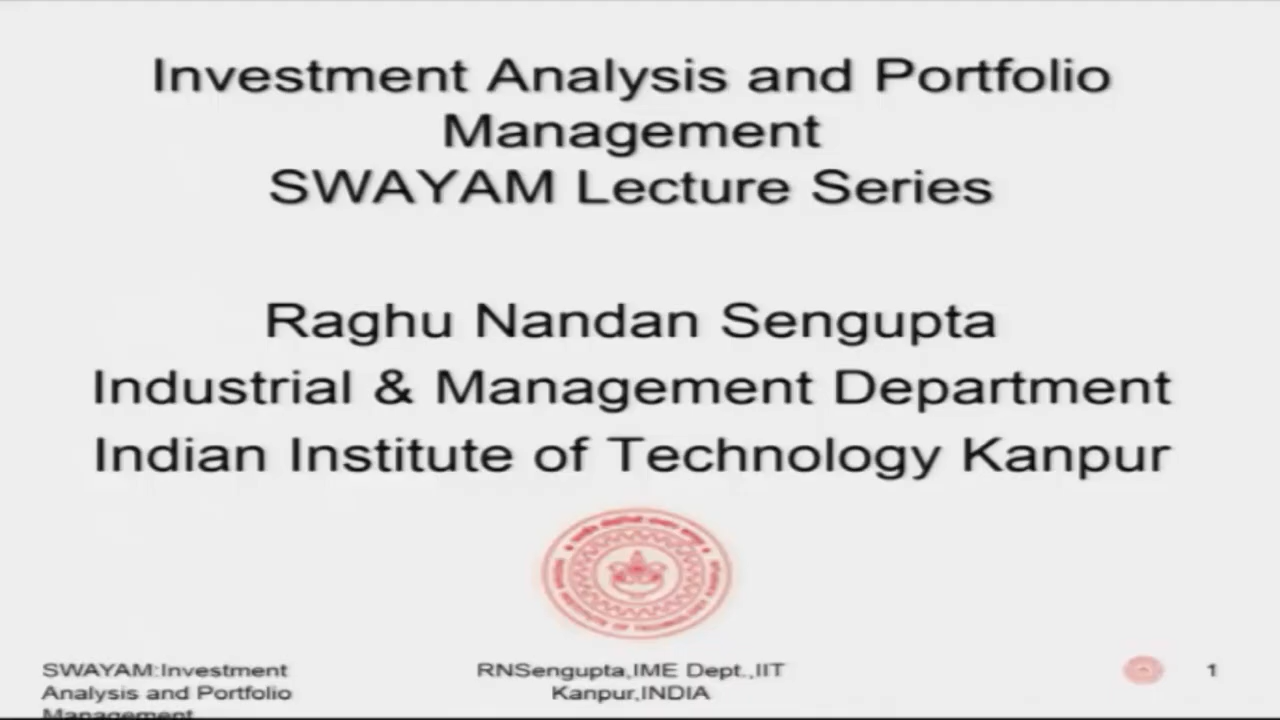 Investment Analysis and Portfolio
Management
SWAYAM Lecture Series
Raghu Nandan Sengupta
Industrial & Management Department
Indian Institute of Technology Kanpur
SWAYAM:Investment
Analysis and Portfolio
Management
RNSengupta,IME Dept.,IIT
Kanpur,INDIA
1